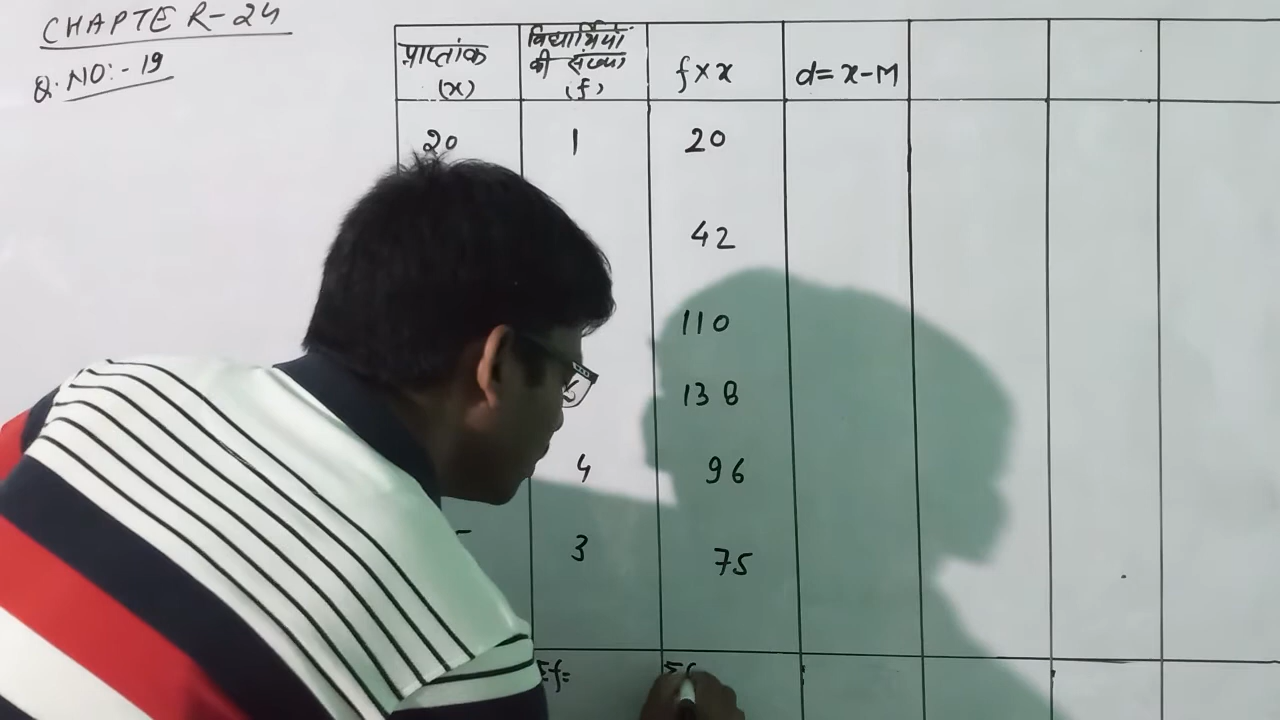 CHAPTER-24
Q.NO:-19
प्राप्तांक (x)
विद्यार्थियों की संख्या (f)
f×x
d=x-M
20 1 20
42
110
138
4 96
3 75
Σf=